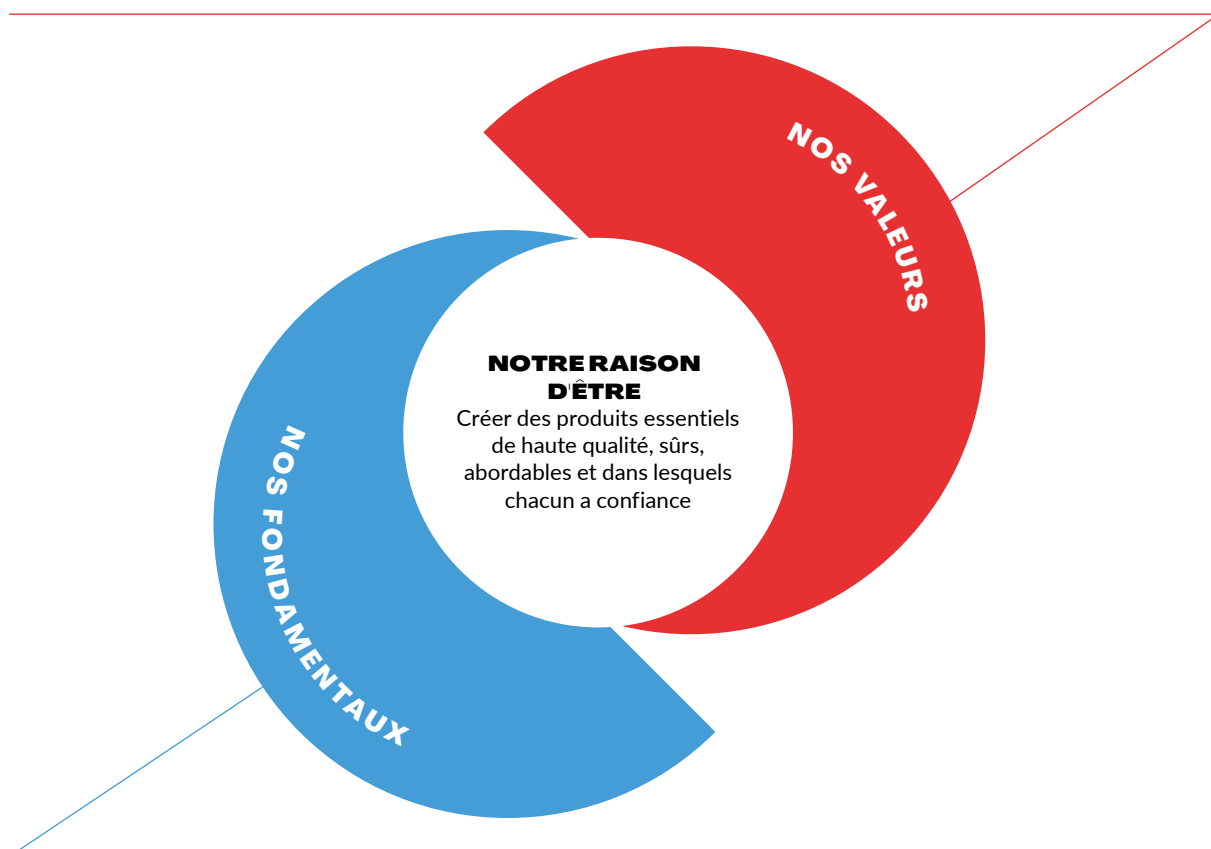 NOS VALEURS
NOTRE RAISON
D'ÊTRE
Créer des produits essentiels
de haute qualité, sûrs,
abordables et dans lesquels
chacun a confiance
NOS FONDAMENTAUX